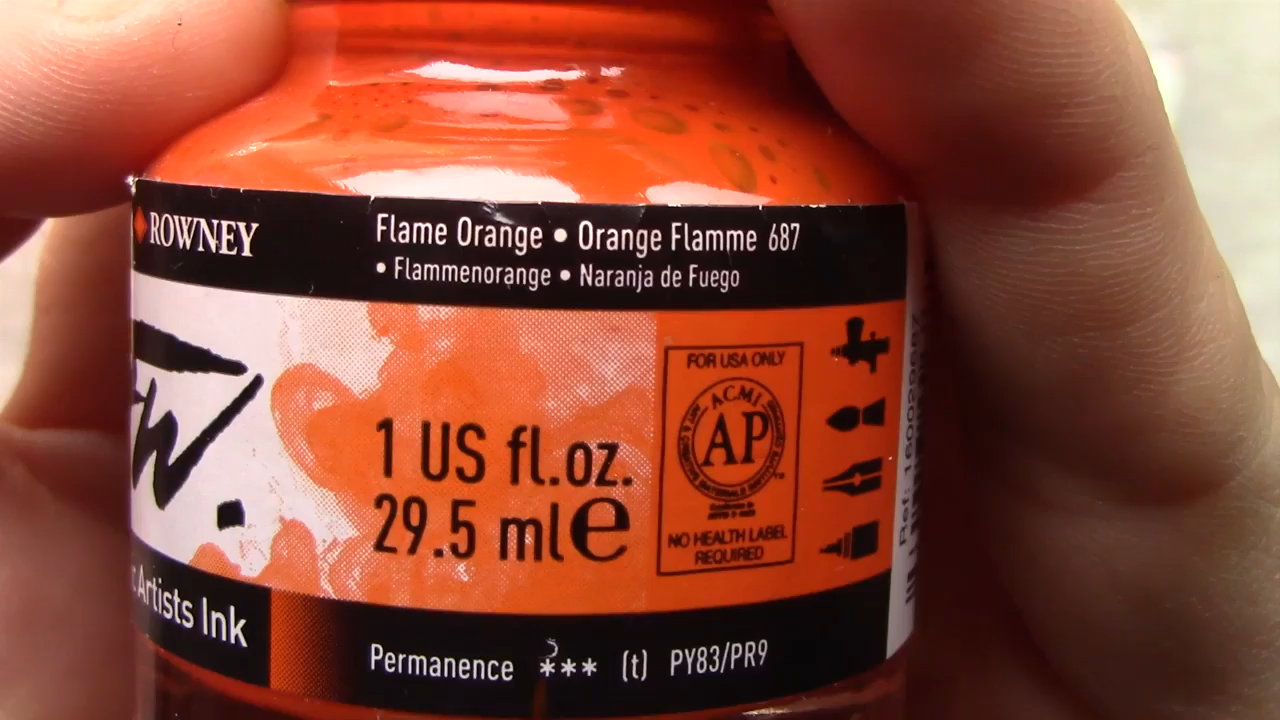 ROWNEY
Flame Orange • Orange Flamme 687
• Flammenorange • Naranja de Fuego
W.
1 US fl.oz.
29.5 ml e
FOR USA ONLY
ACMI
AP
NO HEALTH LABEL
REQUIRED
Artists Ink
Permanence *** (t) PY83/PR9
Ref: